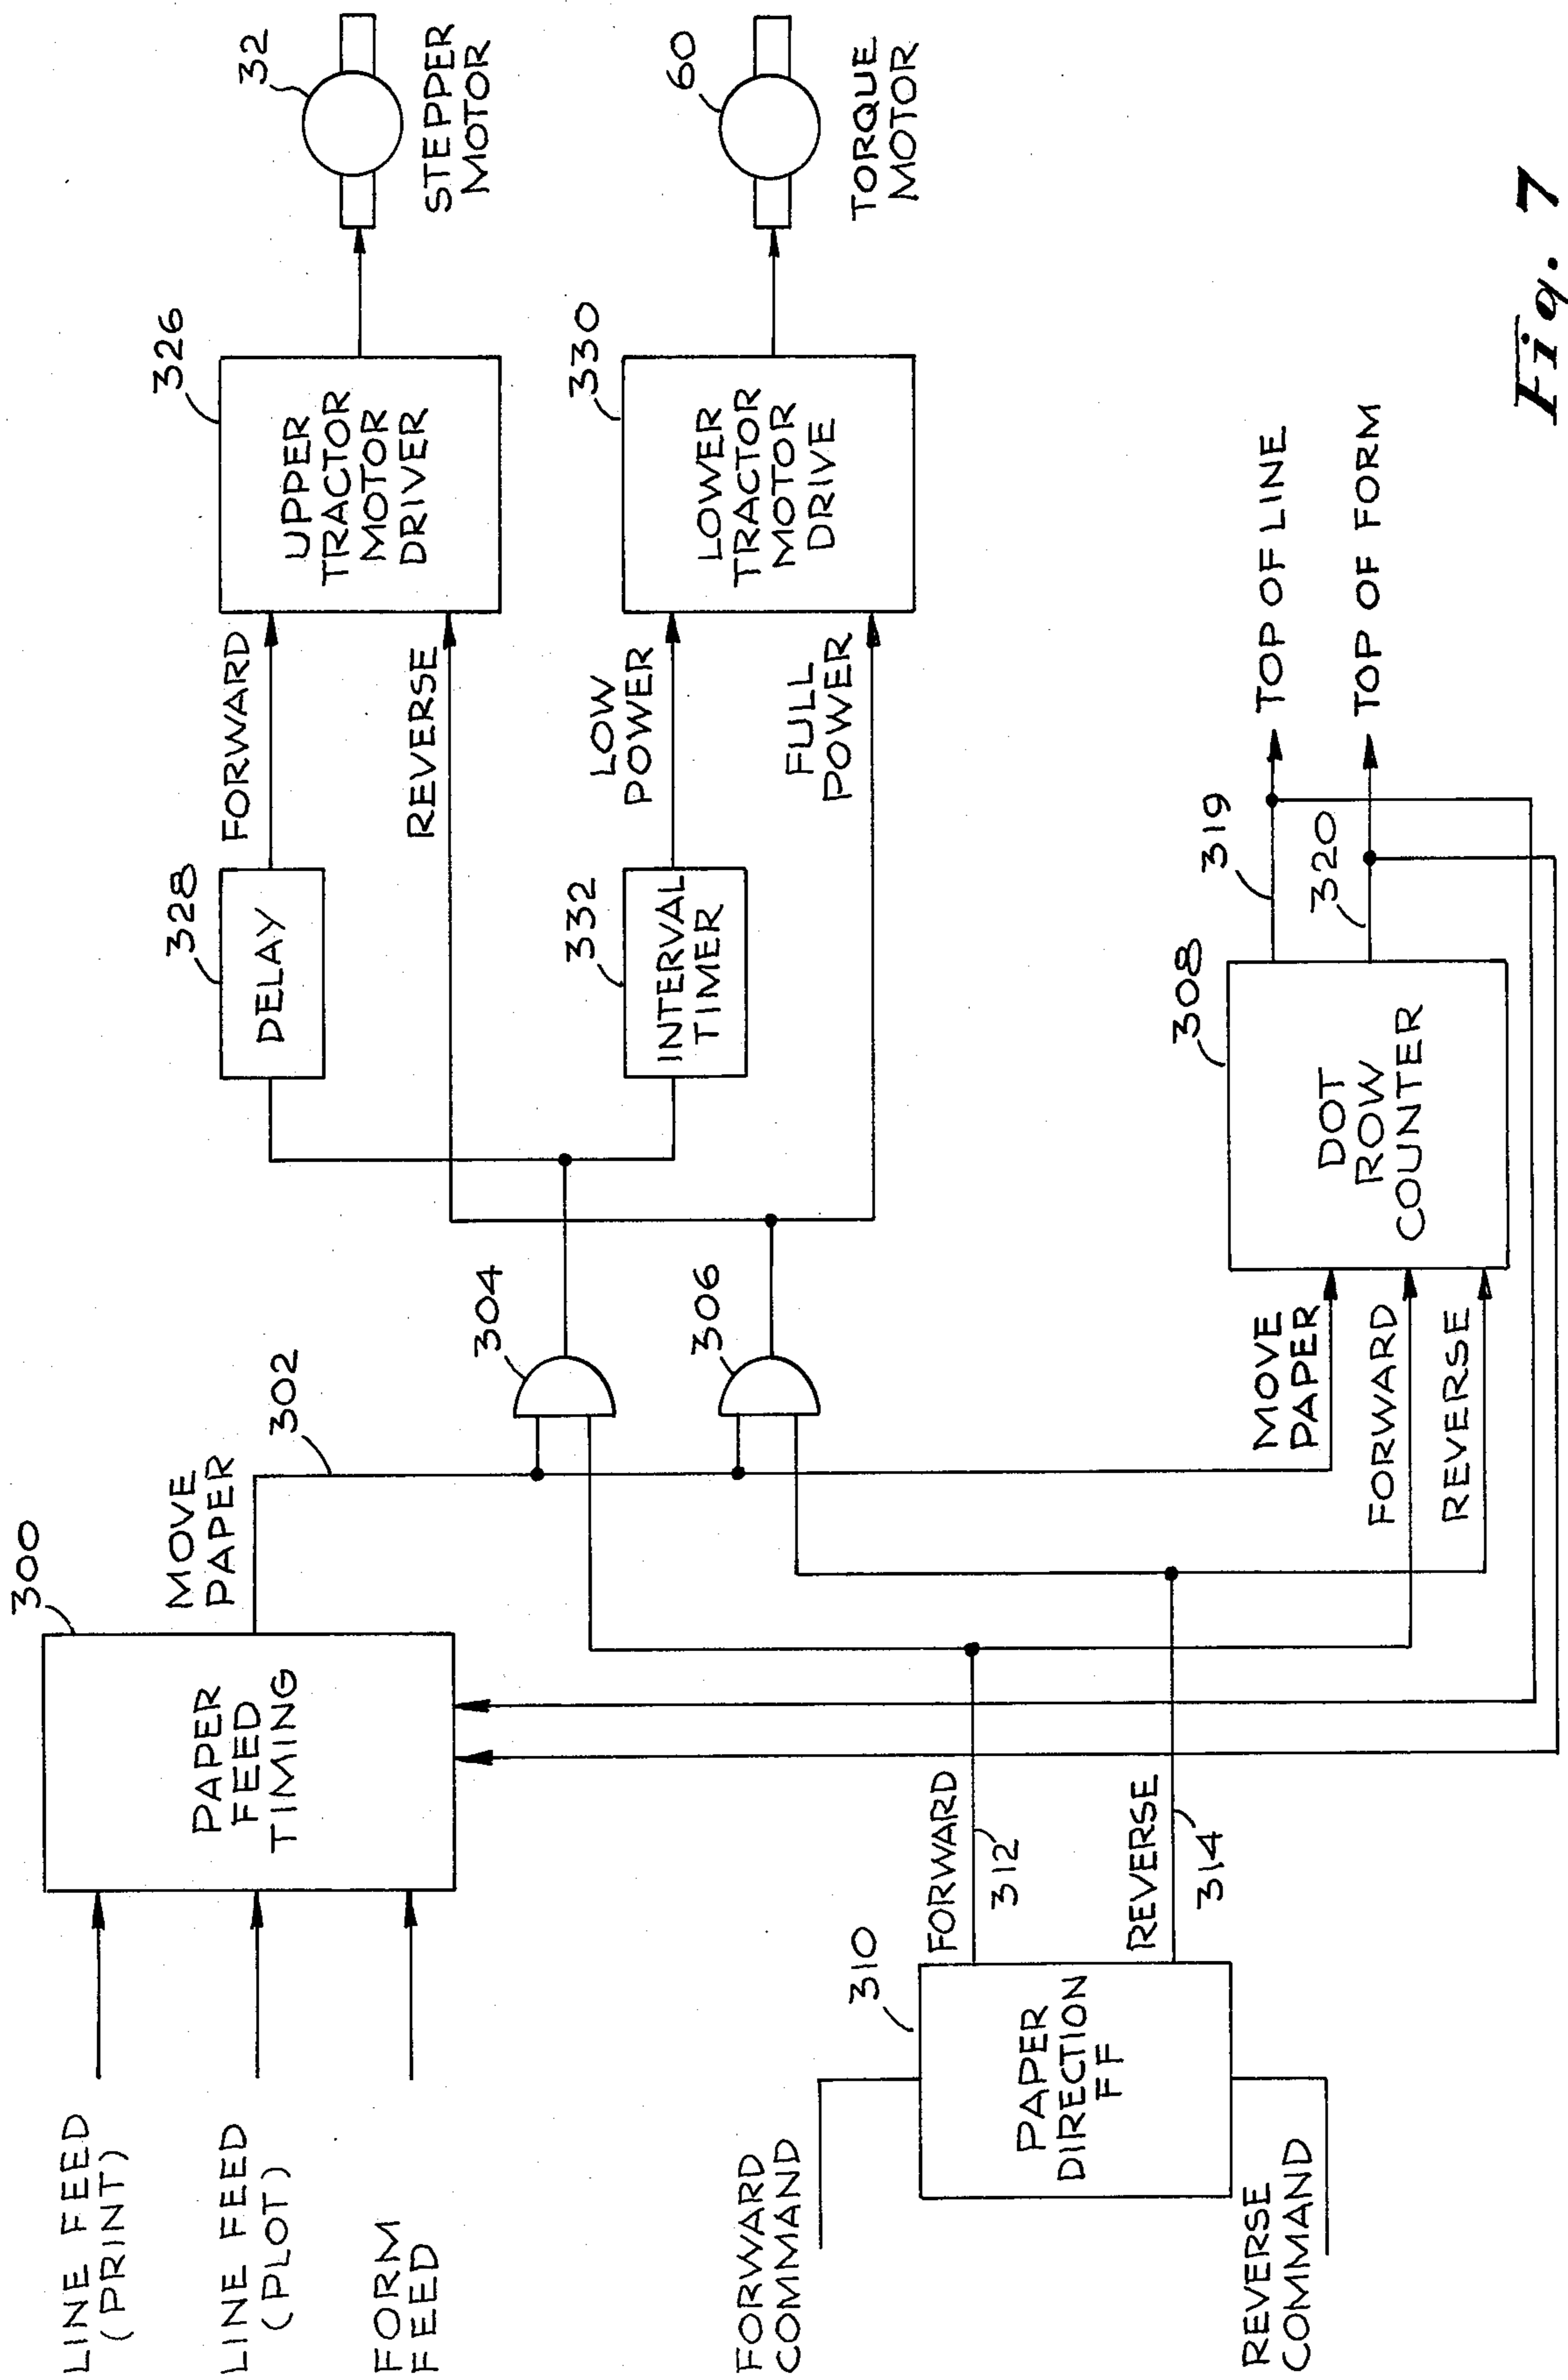 LINE FEED
(PRINT)
LINE FEED
(PLOT)
FORM
FEED
300
PAPER
FEED
TIMING
MOVE
PAPER
302
304
306
328
DELAY
FORWARD
REVERSE
326
UPPER
TRACTOR
MOTOR
DRIVER
32
STEPPER
MOTOR
332
INTERVAL
TIMER
LOW
POWER
FULL
POWER
330
LOWER
TRACTOR
MOTOR
DRIVE
60
TORQUE
MOTOR
FORWARD
COMMAND
REVERSE
COMMAND
310
PAPER
DIRECTION
FF
FORWARD
312
REVERSE
314
MOVE
PAPER
FORWARD
REVERSE
308
DOT
ROW
COUNTER
319
320
TOP OF LINE
TOP OF FORM
Fig. 7